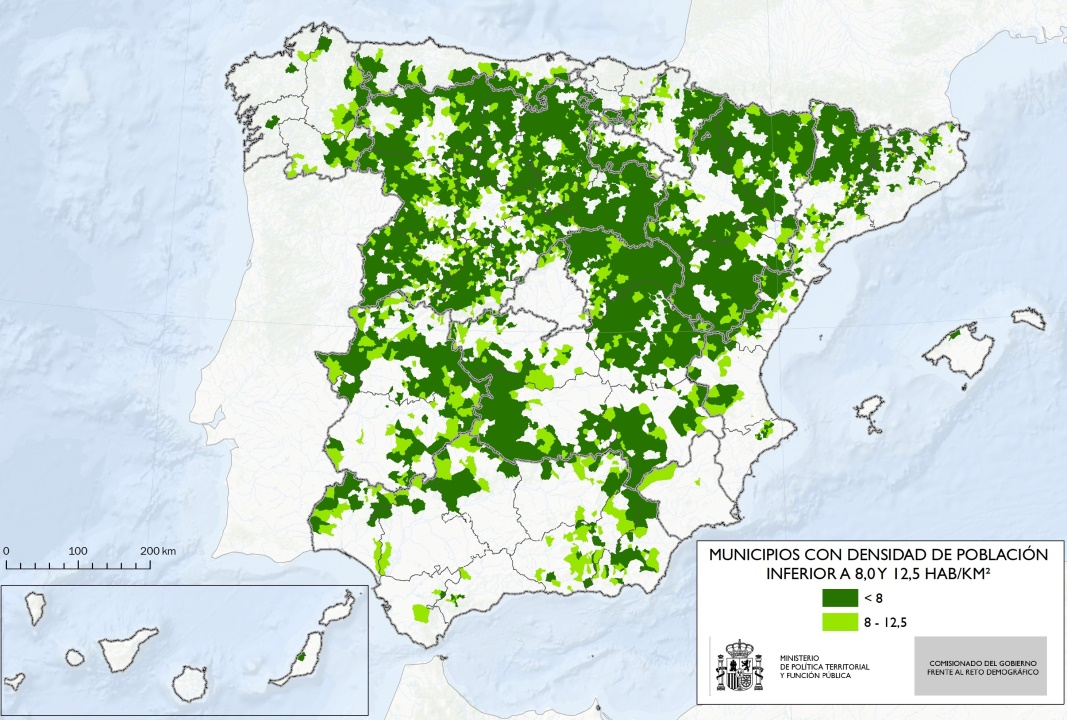 0 100 200 km
MUNICIPIOS CON DENSIDAD DE POBLACIÓN
INFERIOR A 8,0 Y 12,5 HAB/KM²
< 8
8 - 12,5
MINISTERIO
DE POLÍTICA TERRITORIAL
Y FUNCIÓN PÚBLICA
COMISIONADO DEL GOBIERNO
FRENTE AL RETO DEMOGRÁFICO